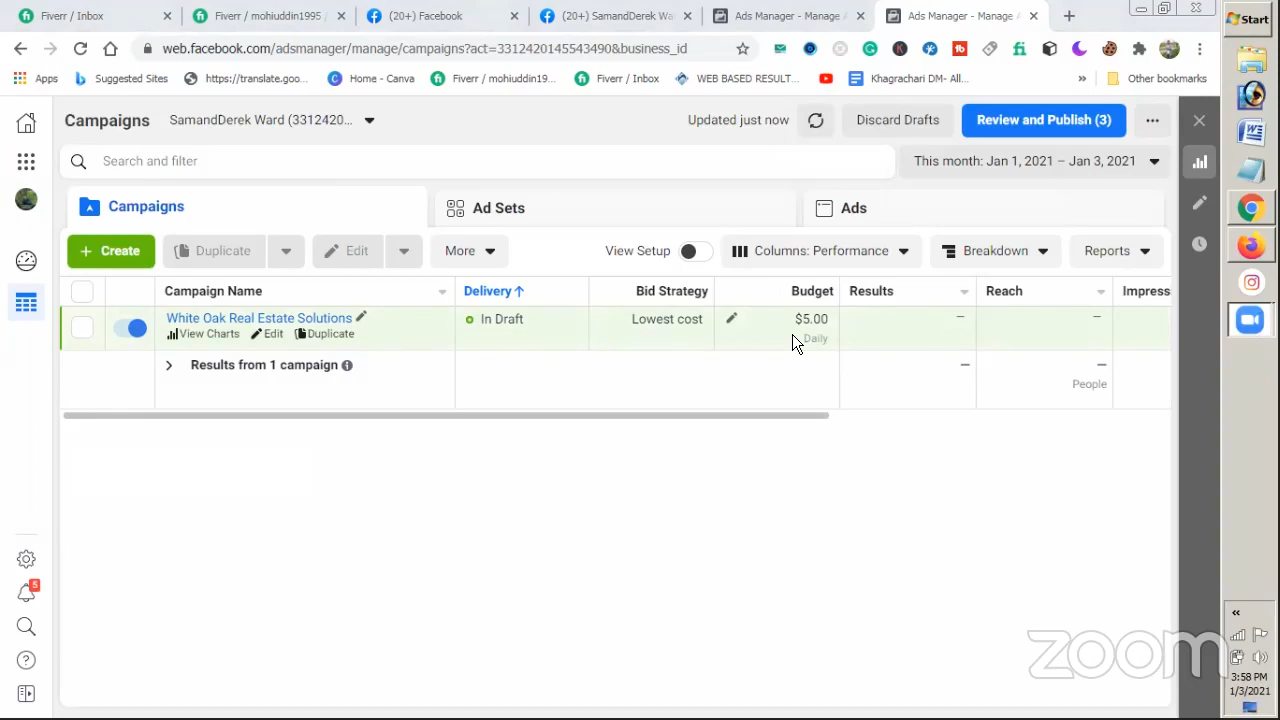 Fiverr / Inbox
Fiverr / mohiuddin1995
(20+) Facebook
(20+) SamandDerek W
Ads Manager - Manage
Ads Manager - Manage
Start
web.facebook.com/adsmanager/manage/campaigns?act=3312420145543490&business_id
Apps
Suggested Sites
https://translate.goo...
Home - Canva
Fiverr / mohiuddin19...
Fiverr / Inbox
WEB BASED RESULT...
Khagrachari DM- All...
»
Other bookmarks
Campaigns
SamandDerek Ward (3312420...
Updated just now
Discard Drafts
Review and Publish (3)
Search and filter
This month: Jan 1, 2021 – Jan 3, 2021
Campaigns
Ad Sets
Ads
+ Create
Duplicate
Edit
More
View Setup
Columns: Performance
Breakdown
Reports
Campaign Name
Delivery ↑
Bid Strategy
Budget
Results
Reach
Impress
White Oak Real Estate Solutions
In Draft
Lowest cost
$5.00
—
—
View Charts
Edit
Duplicate
Daily
Results from 1 campaign
—
—
People
5
«
zoom
3:58 PM
1/3/2021